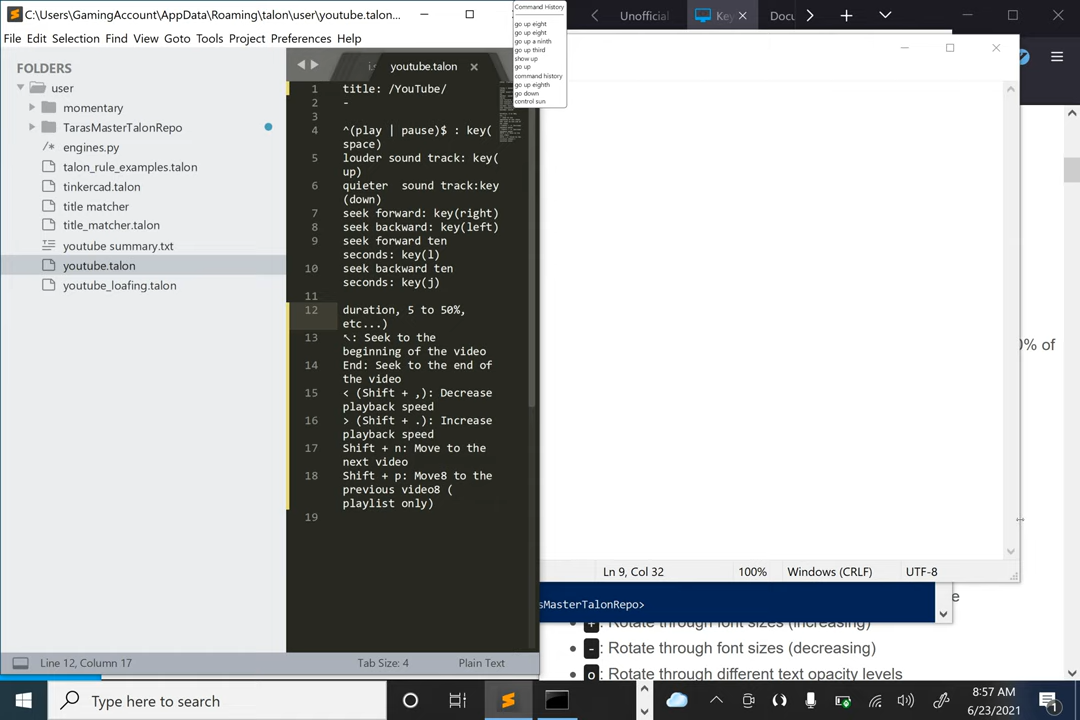 C:\Users\GamingAccount\AppData\Roaming\talon\user\youtube.talon...
File Edit Selection Find View Goto Tools Project Preferences Help
FOLDERS
user
momentary
TarasMasterTalonRepo
engines.py
talon_rule_examples.talon
tinkercad.talon
title matcher
title_matcher.talon
youtube summary.txt
youtube.talon
youtube_loafing.talon
youtube.talon
1 title: /YouTube/
2 -
3
4 ^(play | pause)$ : key(
space)
5 louder sound track: key(
up)
6 quieter  sound track:key
(down)
7 seek forward: key(right)
8 seek backward: key(left)
9 seek forward ten
seconds: key(l)
10 seek backward ten
seconds: key(j)
11
12 duration, 5 to 50%,
etc...)
13 ↖: Seek to the
beginning of the video
14 End: Seek to the end of
the video
15 < (Shift + ,): Decrease
playback speed
16 > (Shift + .): Increase
playback speed
17 Shift + n: Move to the
next video
18 Shift + p: Move8 to the
previous video8 (
playlist only)
19
Line 12, Column 17
Tab Size: 4
Plain Text
Command History
go up eight
go up eight
go up a ninth
go up third
show up
go up
command history
go up eighth
go down
control sun
Unofficial
Key
Docu
0% of
Ln 9, Col 32
100%
Windows (CRLF)
UTF-8
sMasterTalonRepo>
e
+: Rotate through font sizes (increasing)
-: Rotate through font sizes (decreasing)
o: Rotate through different text opacity levels
Type here to search
8:57 AM
6/23/2021
1